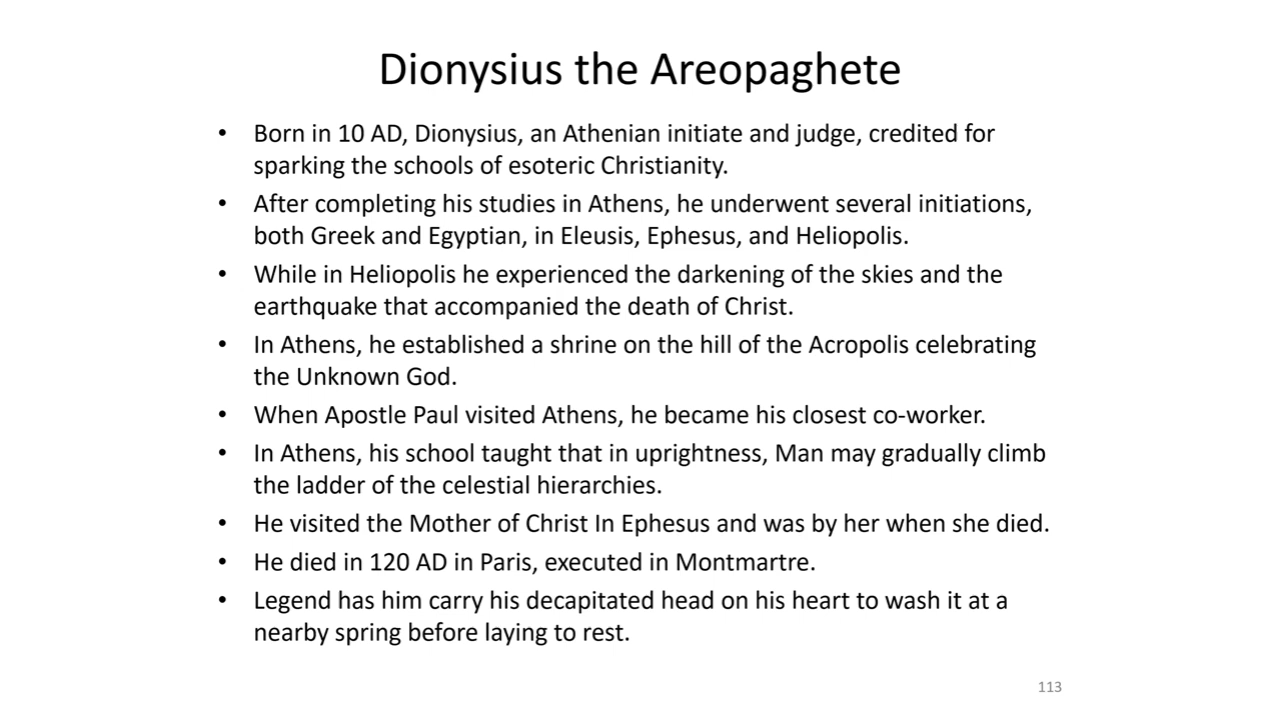 Dionysius the Areopaghete
• Born in 10 AD, Dionysius, an Athenian initiate and judge, credited for
sparking the schools of esoteric Christianity.
• After completing his studies in Athens, he underwent several initiations,
both Greek and Egyptian, in Eleusis, Ephesus, and Heliopolis.
• While in Heliopolis he experienced the darkening of the skies and the
earthquake that accompanied the death of Christ.
• In Athens, he established a shrine on the hill of the Acropolis celebrating
the Unknown God.
• When Apostle Paul visited Athens, he became his closest co-worker.
• In Athens, his school taught that in uprightness, Man may gradually climb
the ladder of the celestial hierarchies.
• He visited the Mother of Christ In Ephesus and was by her when she died.
• He died in 120 AD in Paris, executed in Montmartre.
• Legend has him carry his decapitated head on his heart to wash it at a
nearby spring before laying to rest.
113